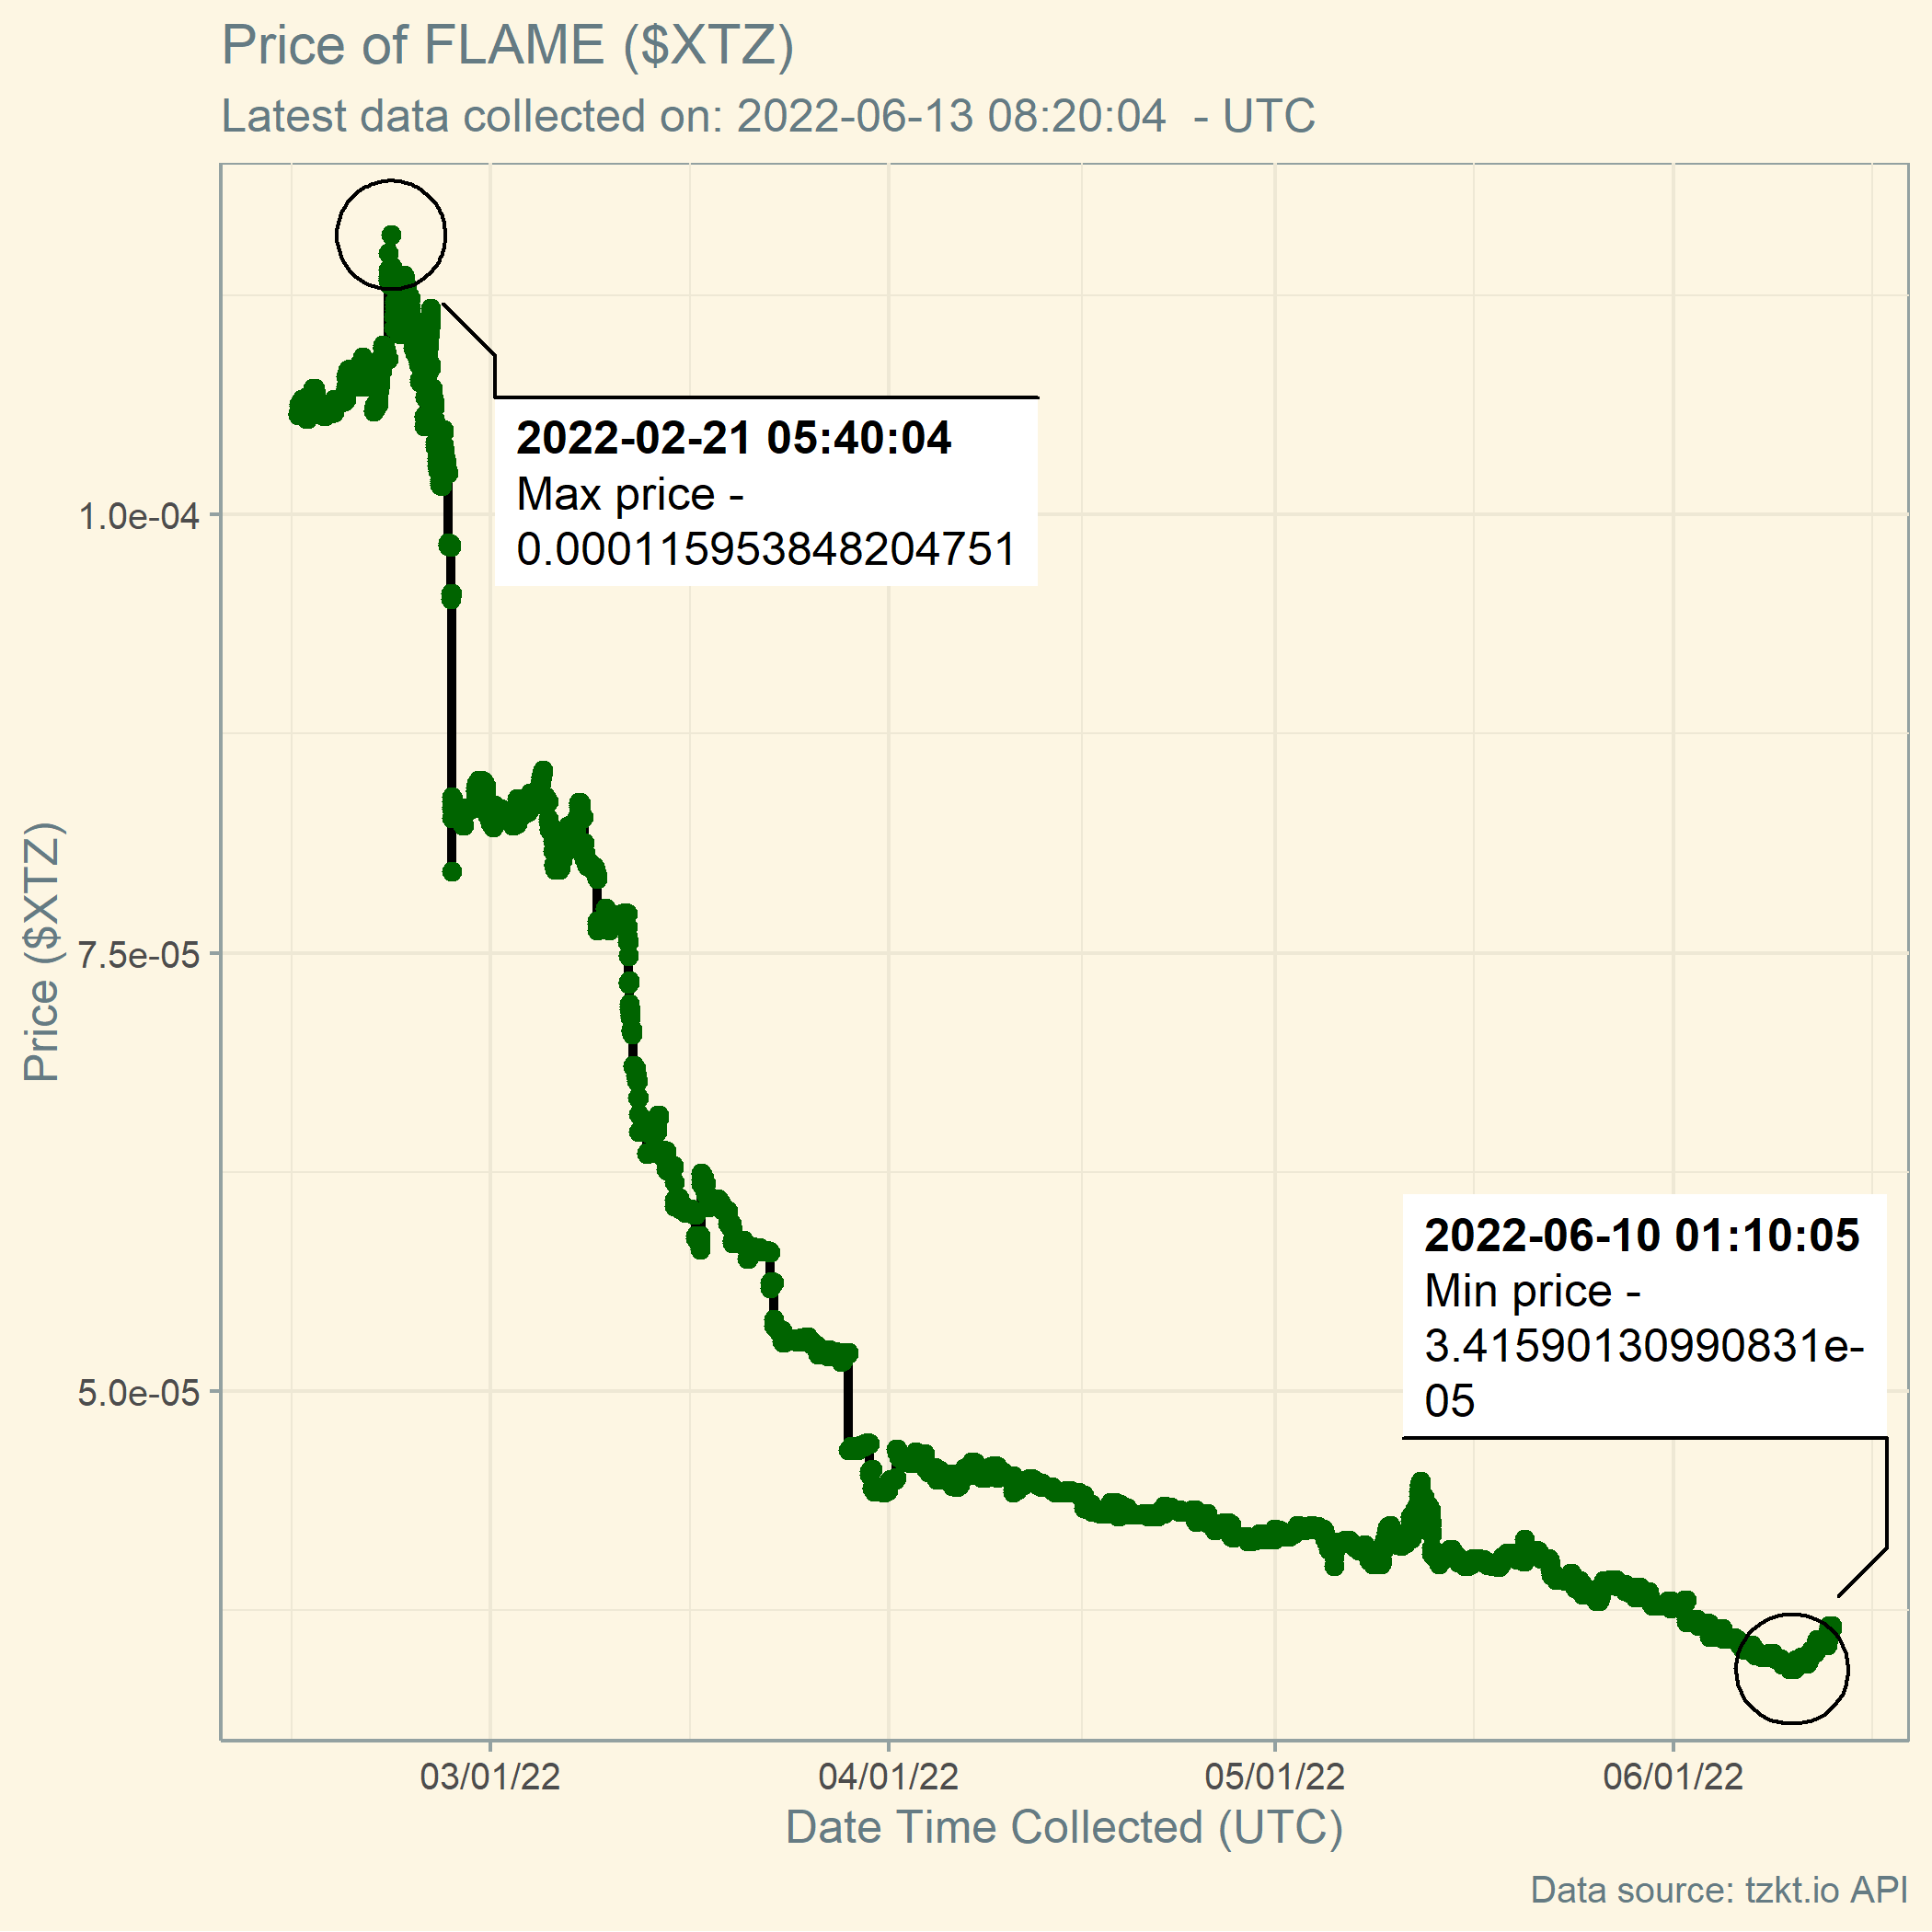 Price of FLAME ($XTZ)
Latest data collected on: 2022-06-13 08:20:04  - UTC
2022-02-21 05:40:04
Max price -
0.000115953848204751
1.0e-04
7.5e-05
5.0e-05
Price ($XTZ)
2022-06-10 01:10:05
Min price -
3.41590130990831e-
05
03/01/22
04/01/22
05/01/22
06/01/22
Date Time Collected (UTC)
Data source: tzkt.io API